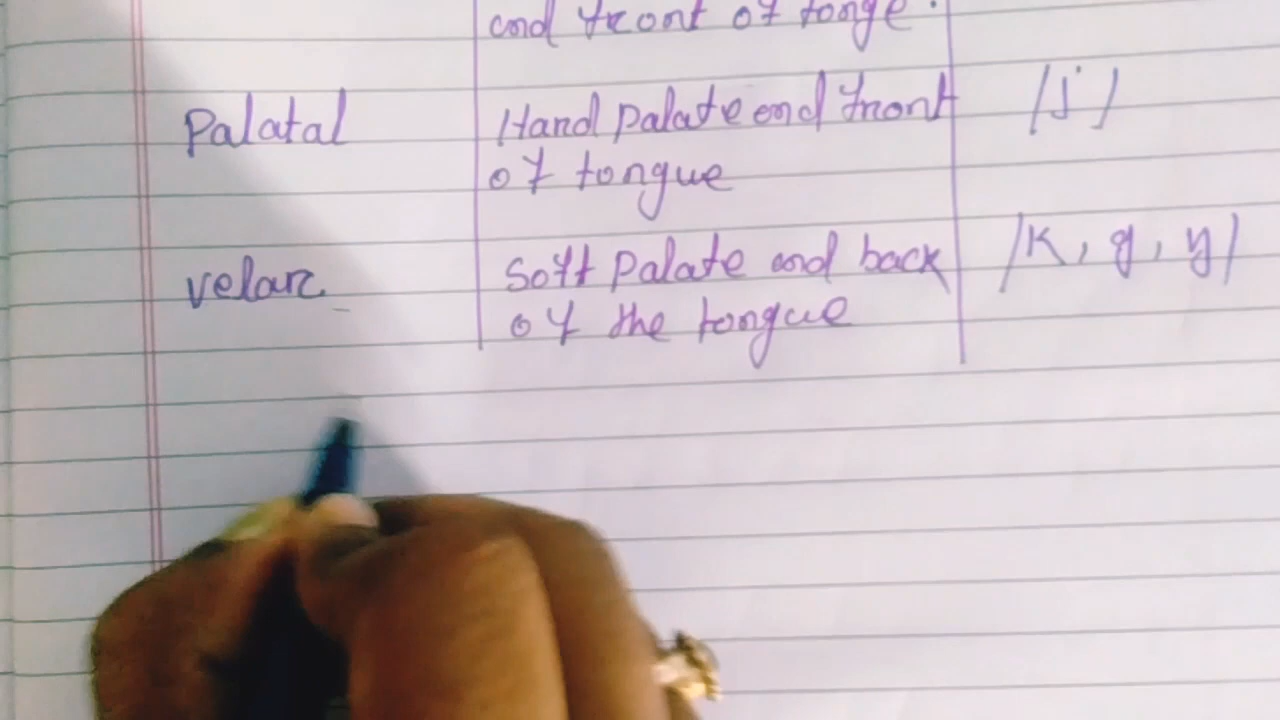 and front of tonge.
Palatal Hand palate and front /j/
of tongue
velar Soft palate and back /k, g, y/
of the tongue